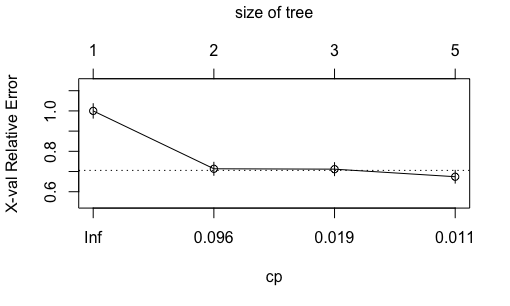 size of tree
1 2 3 5
X-val Relative Error
1.0
0.8
0.6
Inf 0.096 0.019 0.011
cp